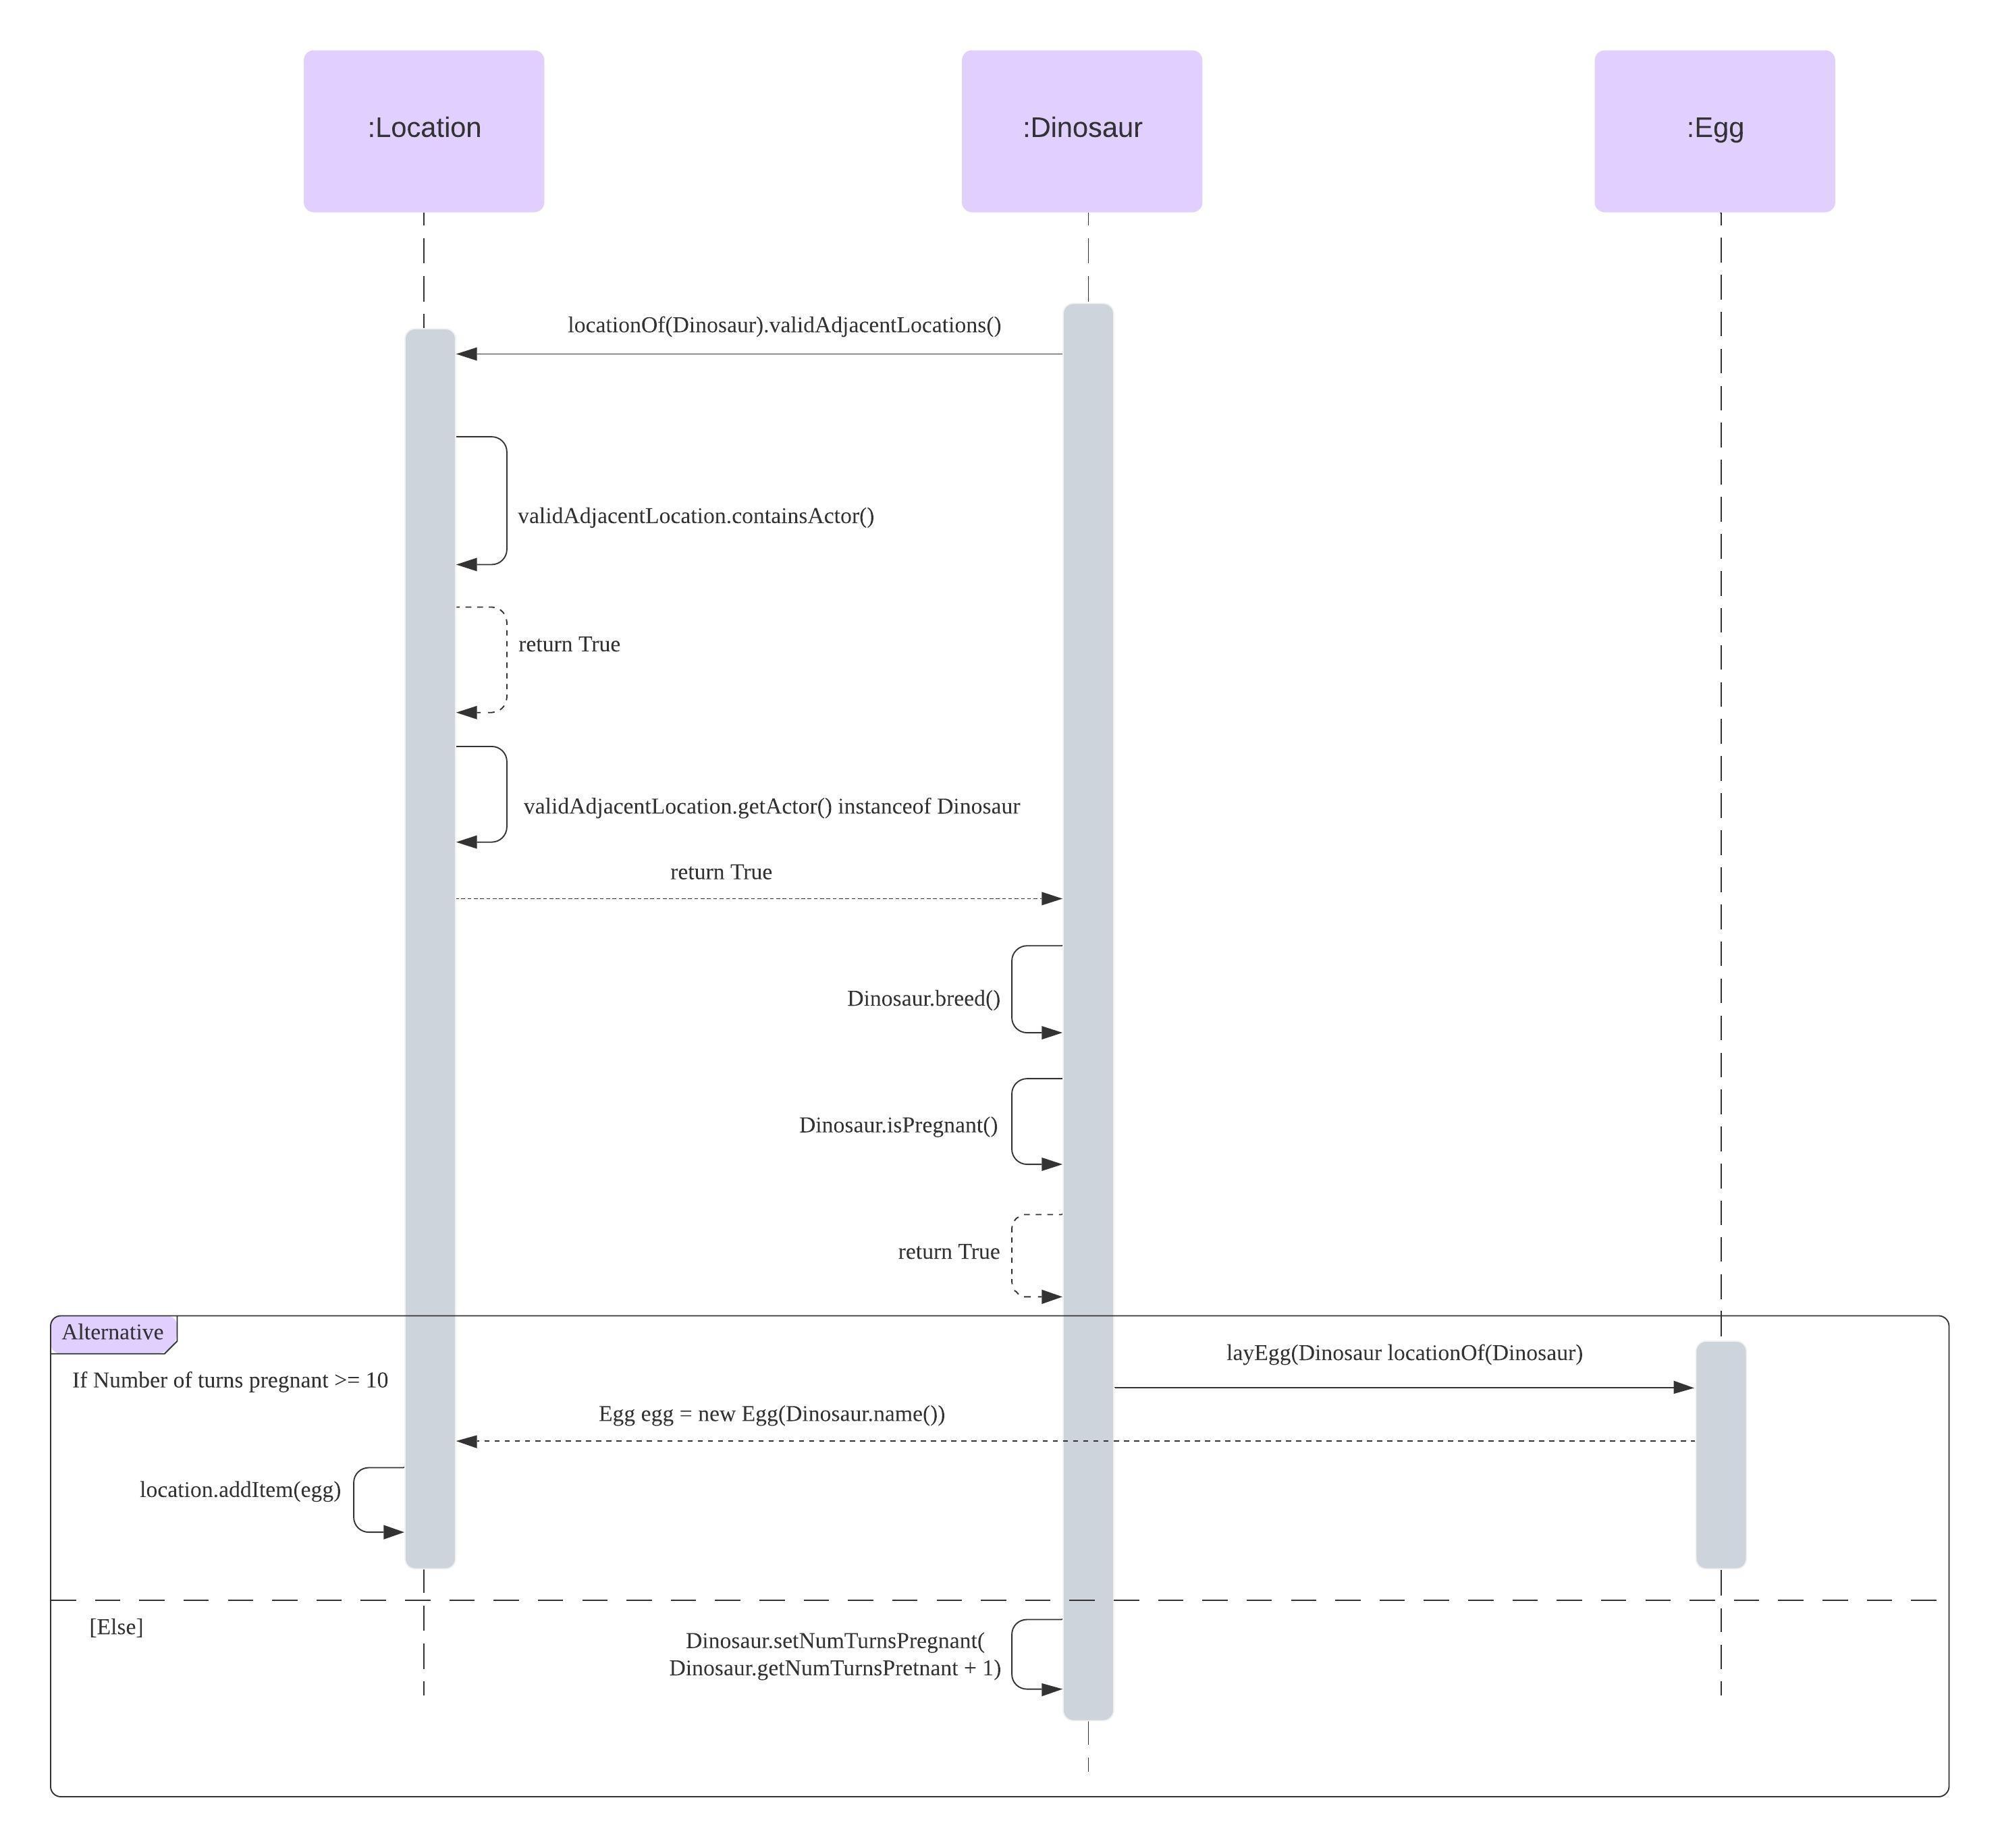 :Location
:Dinosaur
:Egg
locationOf(Dinosaur).validAdjacentLocations()
validAdjacentLocation.containsActor()
return True
validAdjacentLocation.getActor() instanceof Dinosaur
return True
Dinosaur.breed()
Dinosaur.isPregnant()
return True
Alternative
layEgg(Dinosaur locationOf(Dinosaur)
If Number of turns pregnant >= 10
Egg egg = new Egg(Dinosaur.name())
location.addItem(egg)
[Else]
Dinosaur.setNumTurnsPregnant(
Dinosaur.getNumTurnsPretnant + 1)